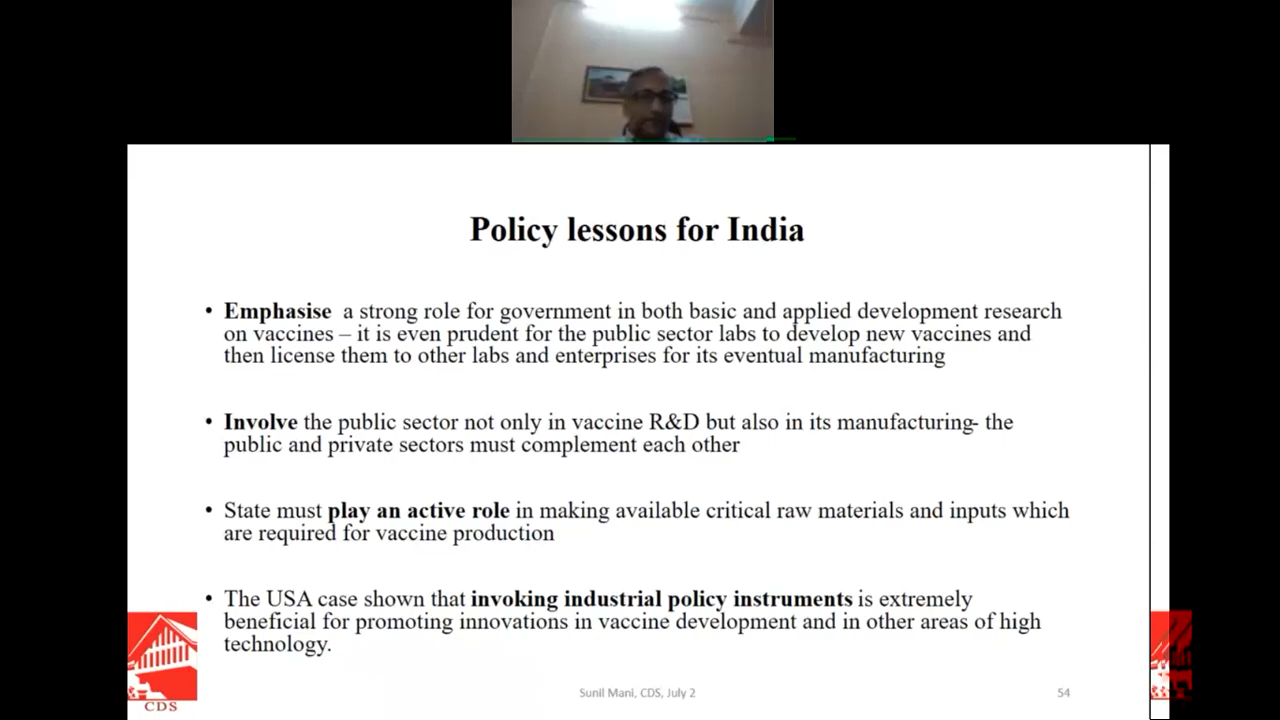 Policy lessons for India
• Emphasise a strong role for government in both basic and applied development research
on vaccines – it is even prudent for the public sector labs to develop new vaccines and
then license them to other labs and enterprises for its eventual manufacturing
• Involve the public sector not only in vaccine R&D but also in its manufacturing- the
public and private sectors must complement each other
• State must play an active role in making available critical raw materials and inputs which
are required for vaccine production
• The USA case shown that invoking industrial policy instruments is extremely
beneficial for promoting innovations in vaccine development and in other areas of high
technology.
CDS
Sunil Mani, CDS, July 2
54